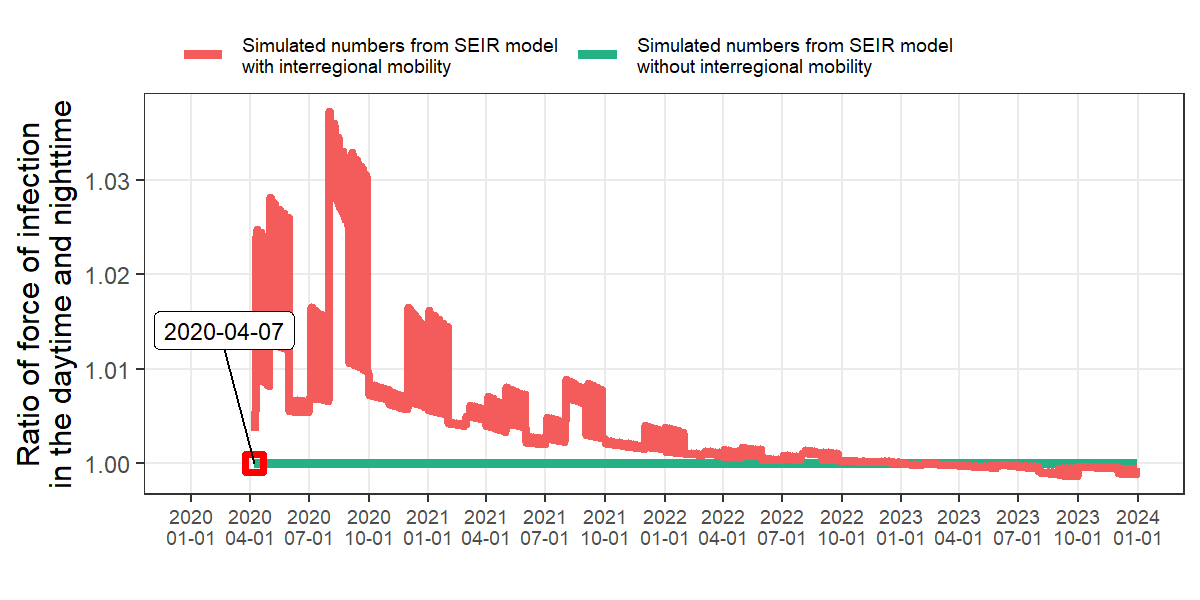 Simulated numbers from SEIR model
with interregional mobility
Simulated numbers from SEIR model
without interregional mobility
Ratio of force of infection
in the daytime and nighttime
1.03
1.02
1.01
1.00
2020-04-07
2020 2020 2020 2020 2021 2021 2021 2021 2022 2022 2022 2022 2023 2023 2023 2023 2024
01-01 04-01 07-01 10-01 01-01 04-01 07-01 10-01 01-01 04-01 07-01 10-01 01-01 04-01 07-01 10-01 01-01